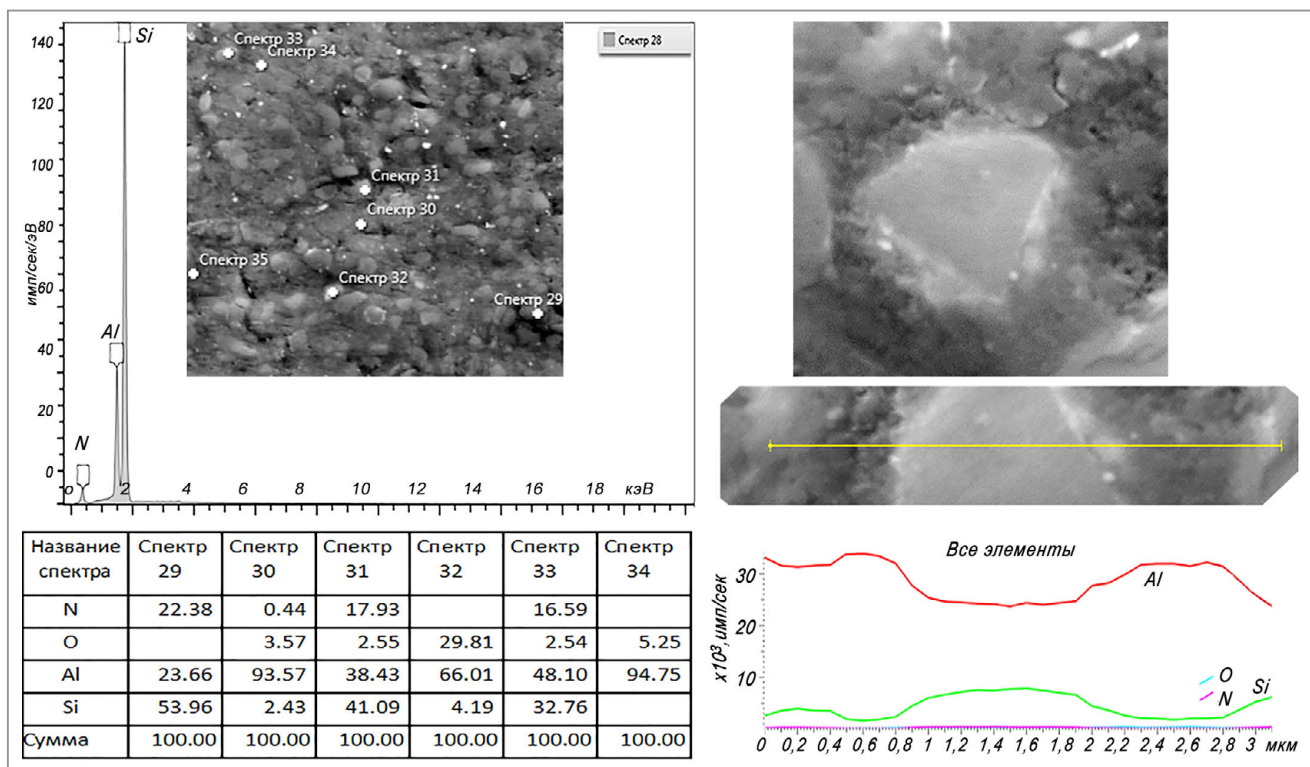 140
120
100
80
60
40
20
0
имп/сек/эВ
Si
Al
N
Спектр 33
Спектр 34
Спектр 31
Спектр 30
Спектр 35
Спектр 32
Спектр 29
Спектр 28
0 2 4 6 8 10 12 14 16 18 кэВ
Название спектра Спектр 29 Спектр 30 Спектр 31 Спектр 32 Спектр 33 Спектр 34
N 22.38 0.44 17.93 16.59
O 3.57 2.55 29.81 2.54 5.25
Al 23.66 93.57 38.43 66.01 48.10 94.75
Si 53.96 2.43 41.09 4.19 32.76
Сумма 100.00 100.00 100.00 100.00 100.00 100.00
Все элементы
30
20
10
x10³, имп/сек
Al
O
N
Si
0 0,2 0,4 0,6 0,8 1 1,2 1,4 1,6 1,8 2 2,2 2,4 2,6 2,8 3 мкм